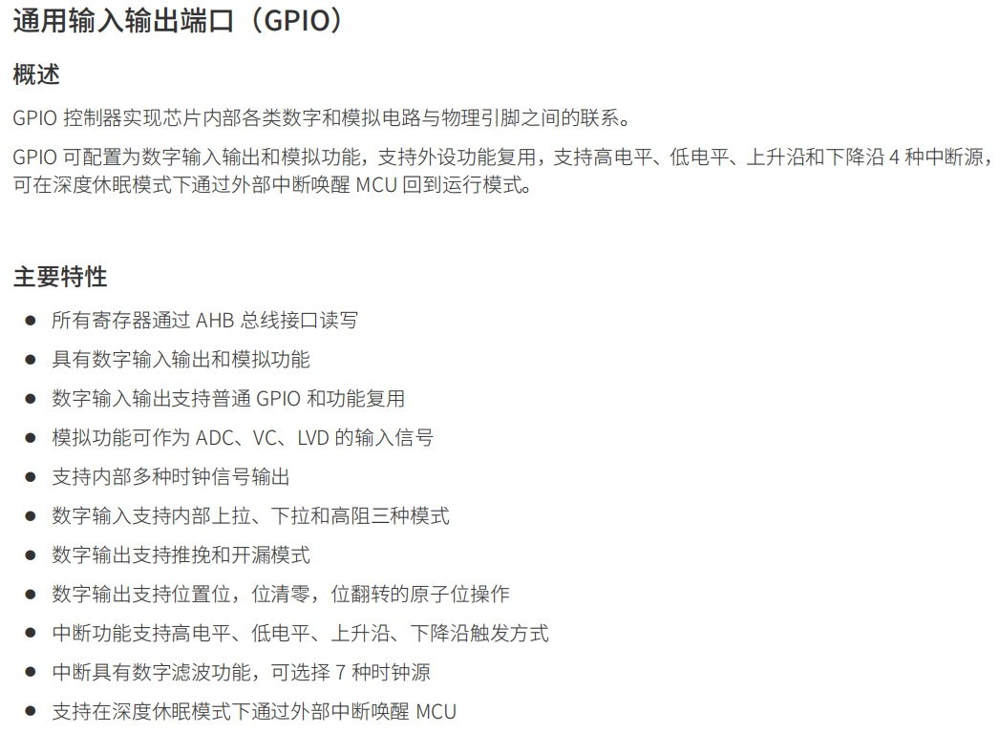 通用输入输出端口（GPIO）
概述
GPIO 控制器实现芯片内部各类数字和模拟电路与物理引脚之间的联系。
GPIO 可配置为数字输入输出和模拟功能，支持外设功能复用，支持高电平、低电平、上升沿和下降沿 4 种中断源，
可在深度休眠模式下通过外部中断唤醒 MCU 回到运行模式。
主要特性
● 所有寄存器通过 AHB 总线接口读写
● 具有数字输入输出和模拟功能
● 数字输入输出支持普通 GPIO 和功能复用
● 模拟功能可作为 ADC、VC、LVD 的输入信号
● 支持内部多种时钟信号输出
● 数字输入支持内部上拉、下拉和高阻三种模式
● 数字输出支持推挽和开漏模式
● 数字输出支持位置位，位清零，位翻转的原子位操作
● 中断功能支持高电平、低电平、上升沿、下降沿触发方式
● 中断具有数字滤波功能，可选择 7 种时钟源
● 支持在深度休眠模式下通过外部中断唤醒 MCU